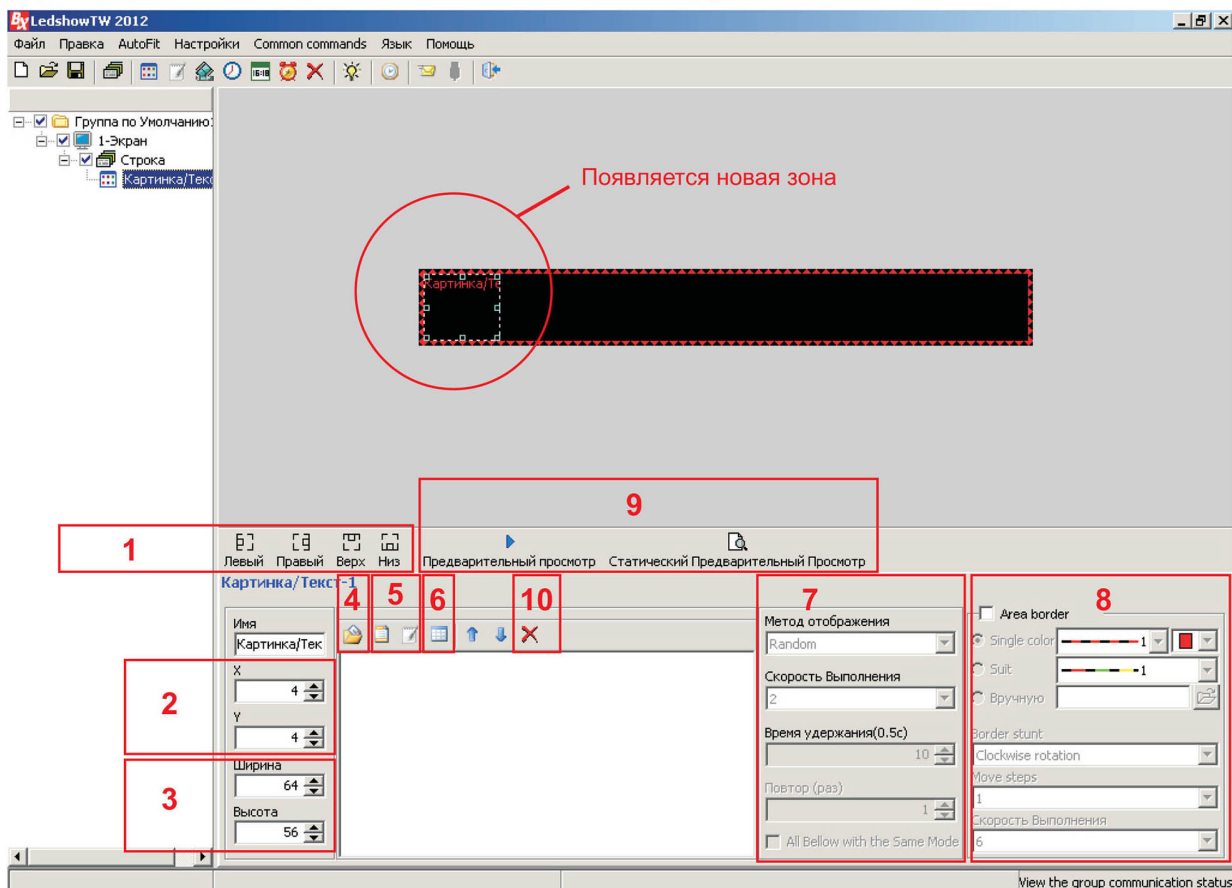 LedshowTW 2012
Файл Правка AutoFit Настройки Common commands Язык Помощь
Группа по Умолчанию
1-Экран
Строка
Картинка/Текс
Появляется новая зона
Картинка/Те
9
1
Левый Правый Верх Низ Предварительный просмотр Статический Предварительный Просмотр
Картинка/Текст-1
4 5 6 10 7 8
Имя
Картинка/Тек
2
X
4
Y
4
3
Ширина
64
Высота
56
Метод отображения
Random
Скорость Выполнения
2
Время удержания(0.5с)
10
Повтор (раз)
1
All Bellow with the Same Mode
Area border
Single color 1
Suit 1
Вручную
Border stunt
Clockwise rotation
Move steps
1
Скорость Выполнения
6
View the group communication status